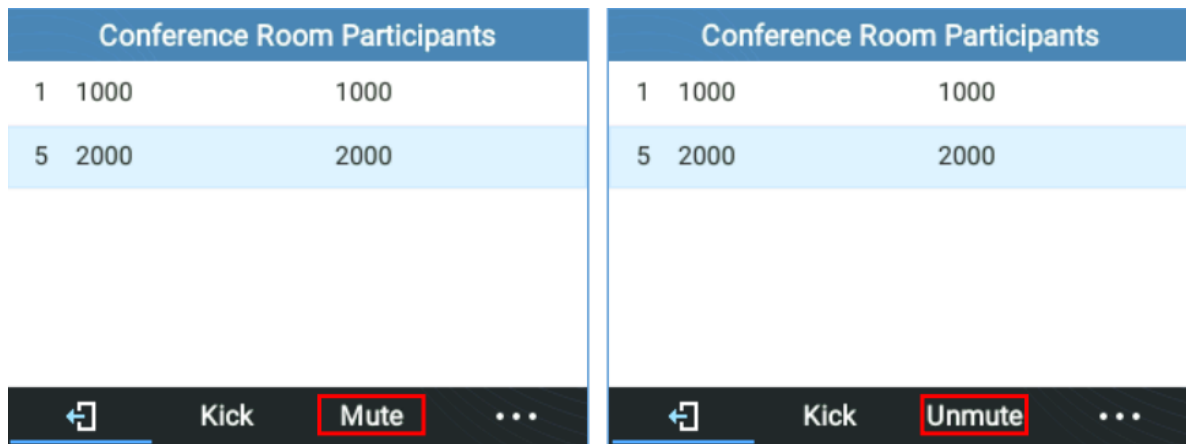 Conference Room Participants
1 1000 1000
5 2000 2000
Kick Mute ...
Conference Room Participants
1 1000 1000
5 2000 2000
Kick Unmute ...